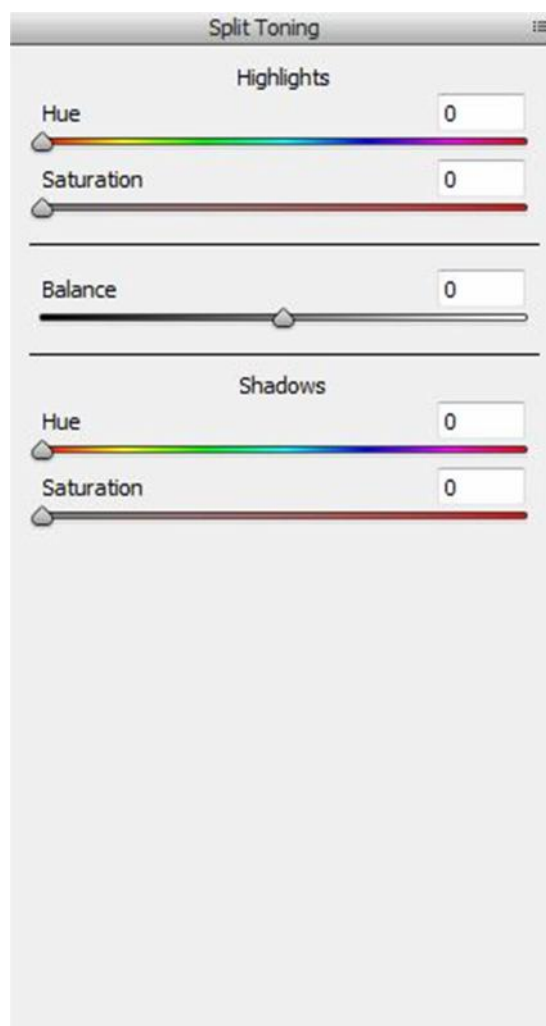 Split Toning
Highlights
Hue 0
Saturation 0
Balance 0
Shadows
Hue 0
Saturation 0